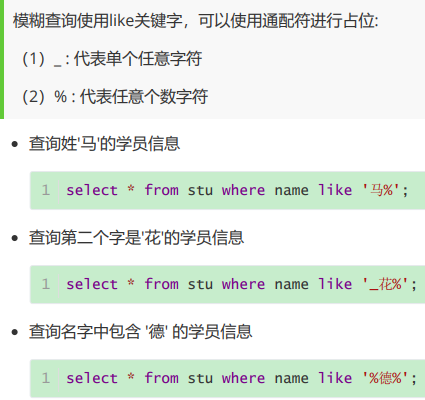 模糊查询使用like关键字，可以使用通配符进行占位:
（1）_ : 代表单个任意字符
（2）% : 代表任意个数字符
查询姓'马'的学员信息
1 select * from stu where name like '马%';
查询第二个字是'花'的学员信息
1 select * from stu where name like '_花%';
查询名字中包含 '德' 的学员信息
1 select * from stu where name like '%德%';